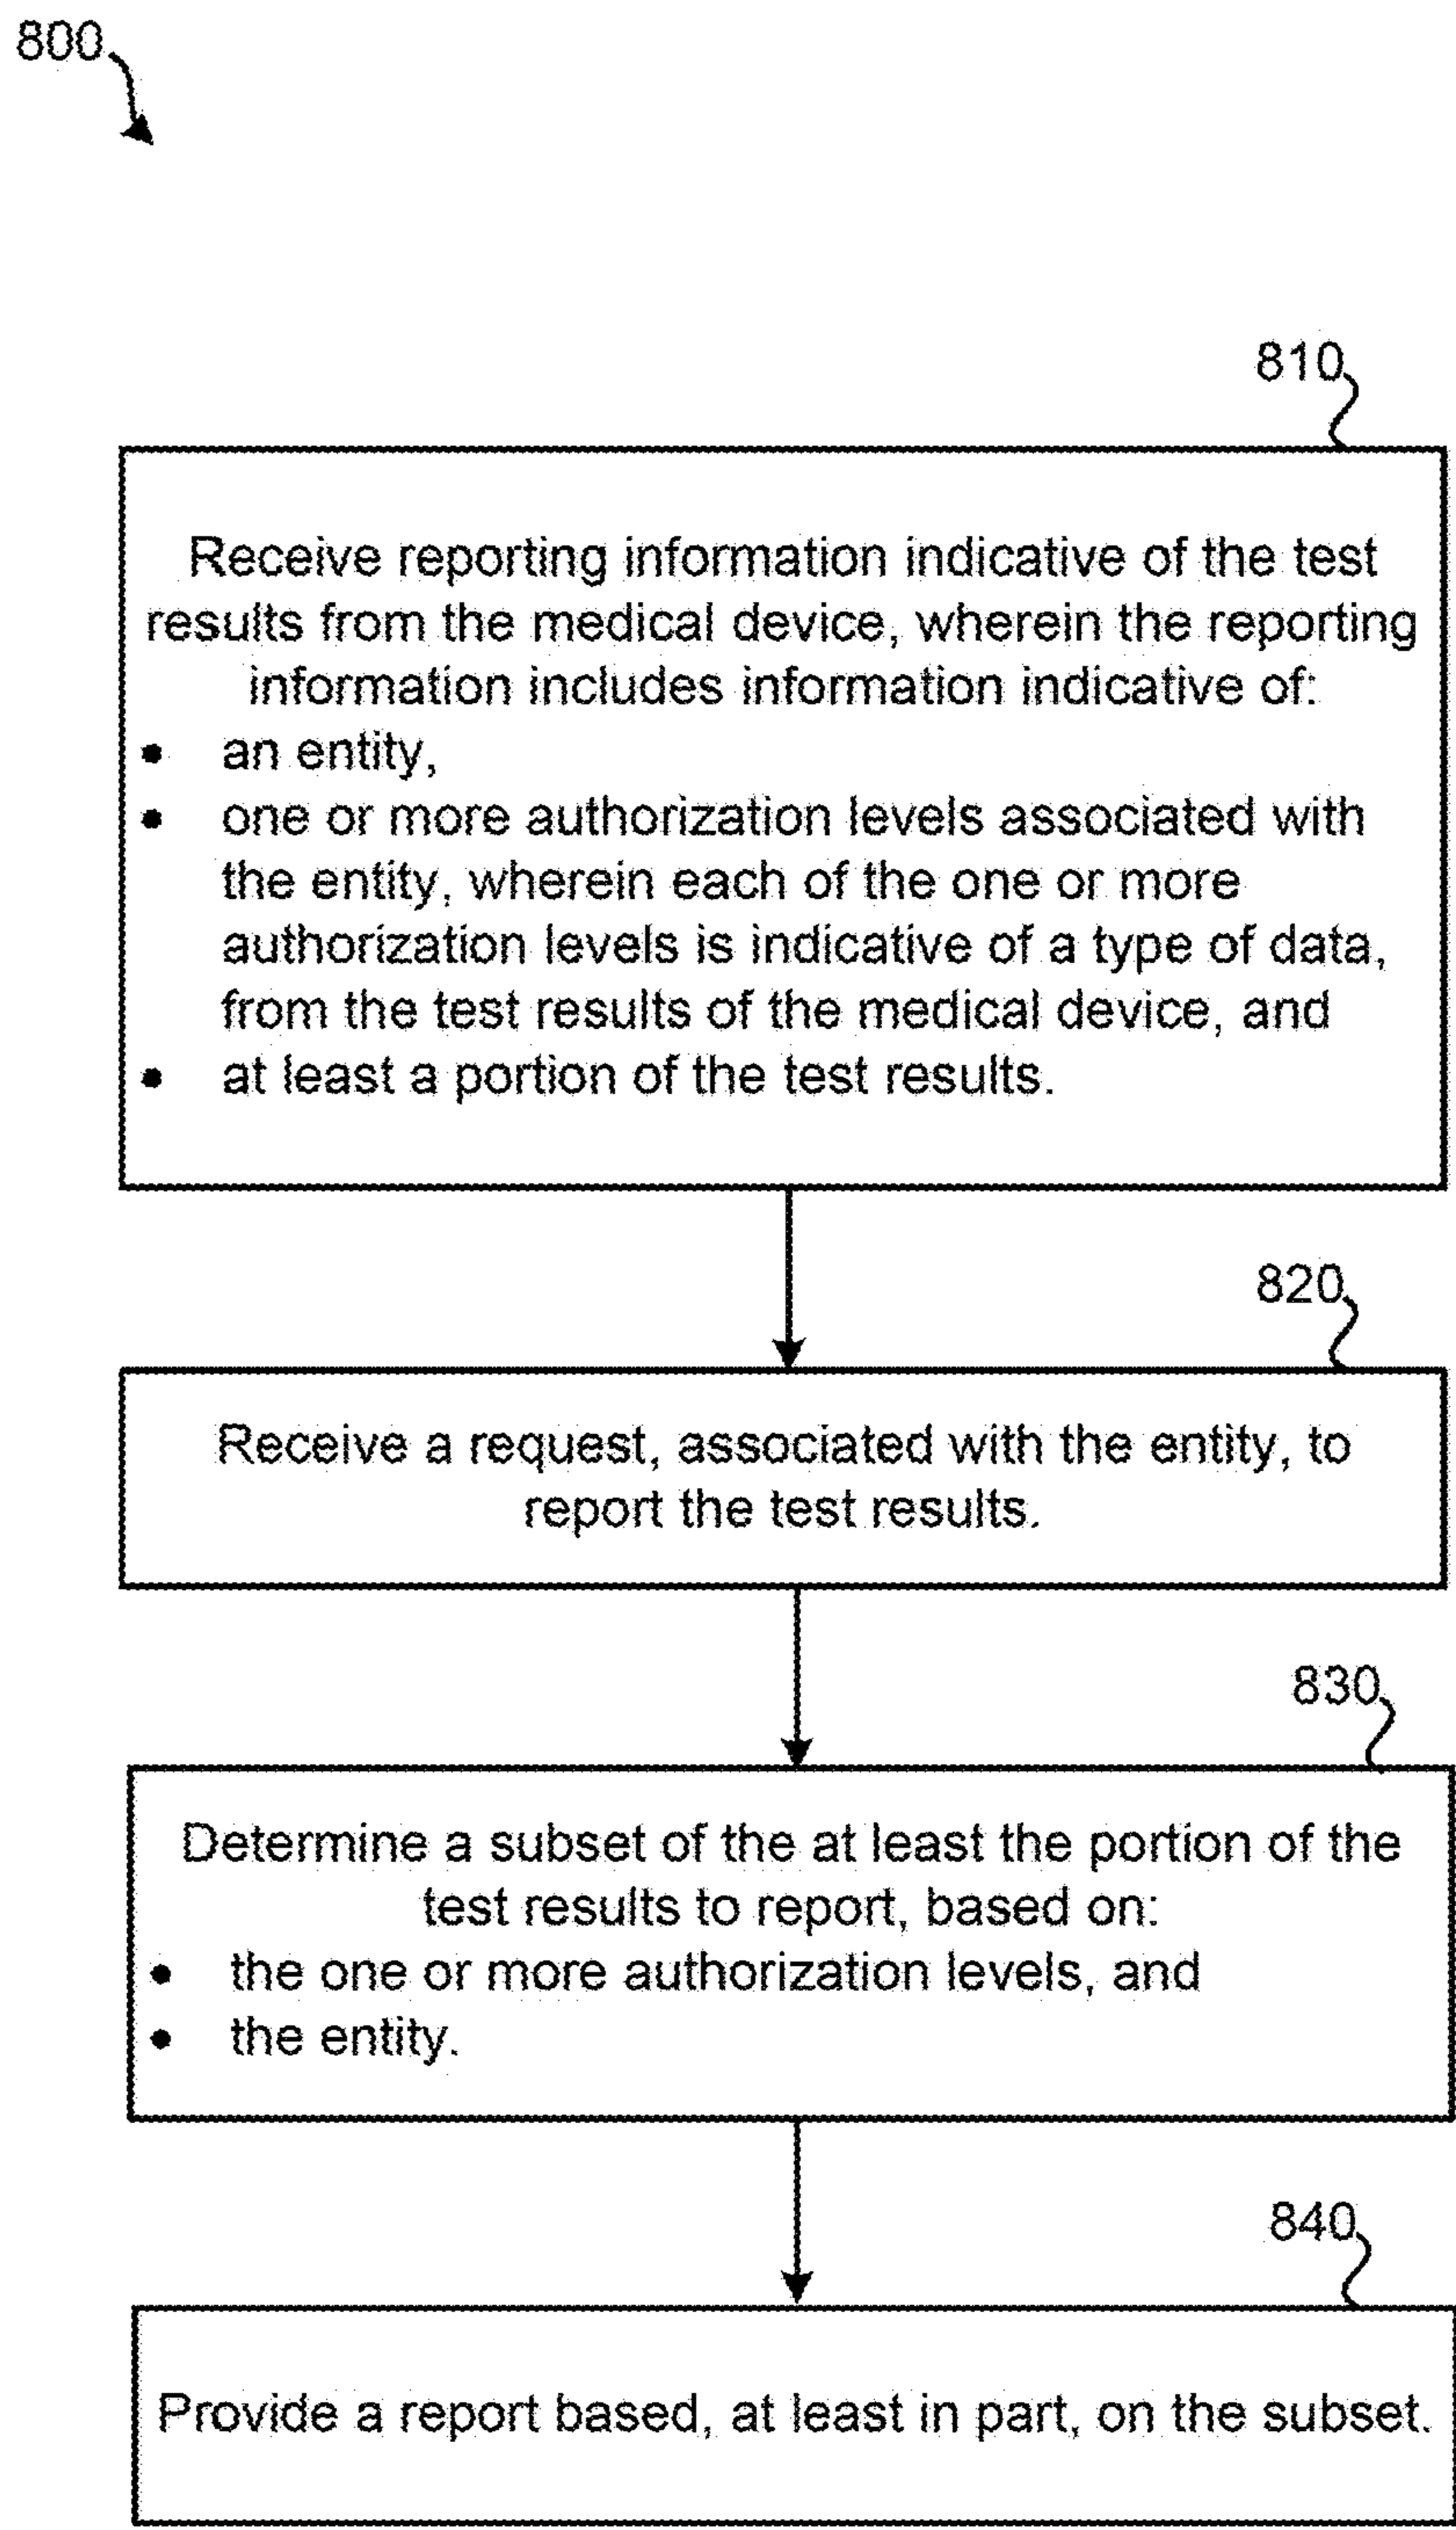 800
810
Receive reporting information indicative of the test
results from the medical device, wherein the reporting
information includes information indicative of:
• an entity,
• one or more authorization levels associated with
the entity, wherein each of the one or more
authorization levels is indicative of a type of data,
from the test results of the medical device, and
• at least a portion of the test results.
820
Receive a request, associated with the entity, to
report the test results.
830
Determine a subset of the at least the portion of the
test results to report, based on:
• the one or more authorization levels, and
• the entity.
840
Provide a report based, at least in part, on the subset.